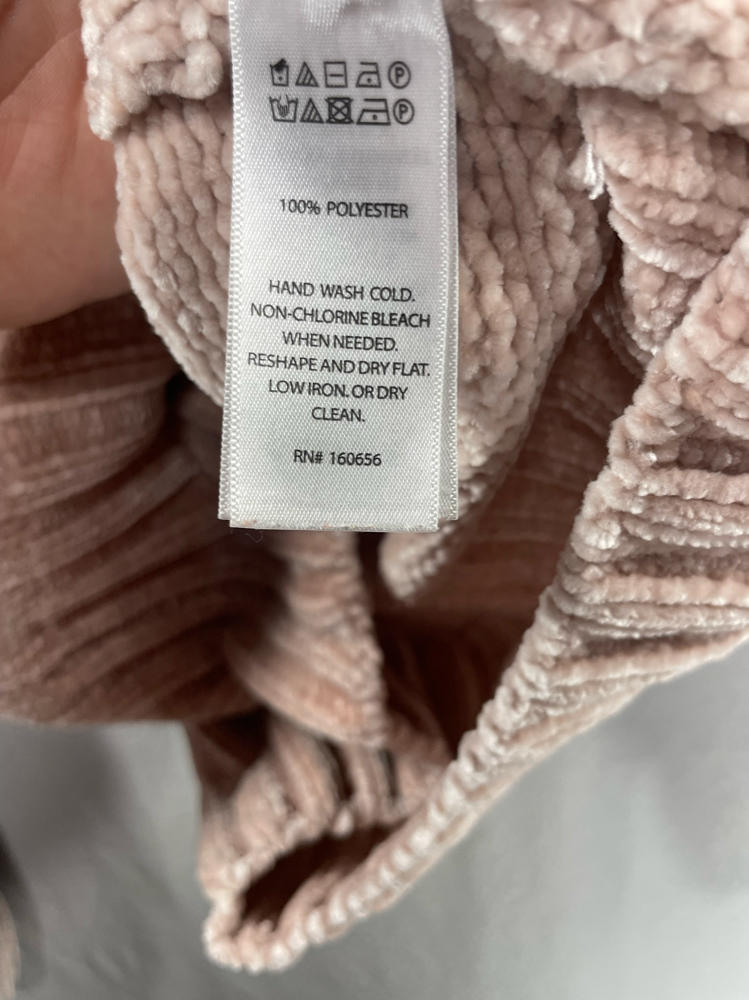 100% POLYESTER
HAND WASH COLD.
NON-CHLORINE BLEACH
WHEN NEEDED.
RESHAPE AND DRY FLAT.
LOW IRON. OR DRY
CLEAN.
RN# 160656